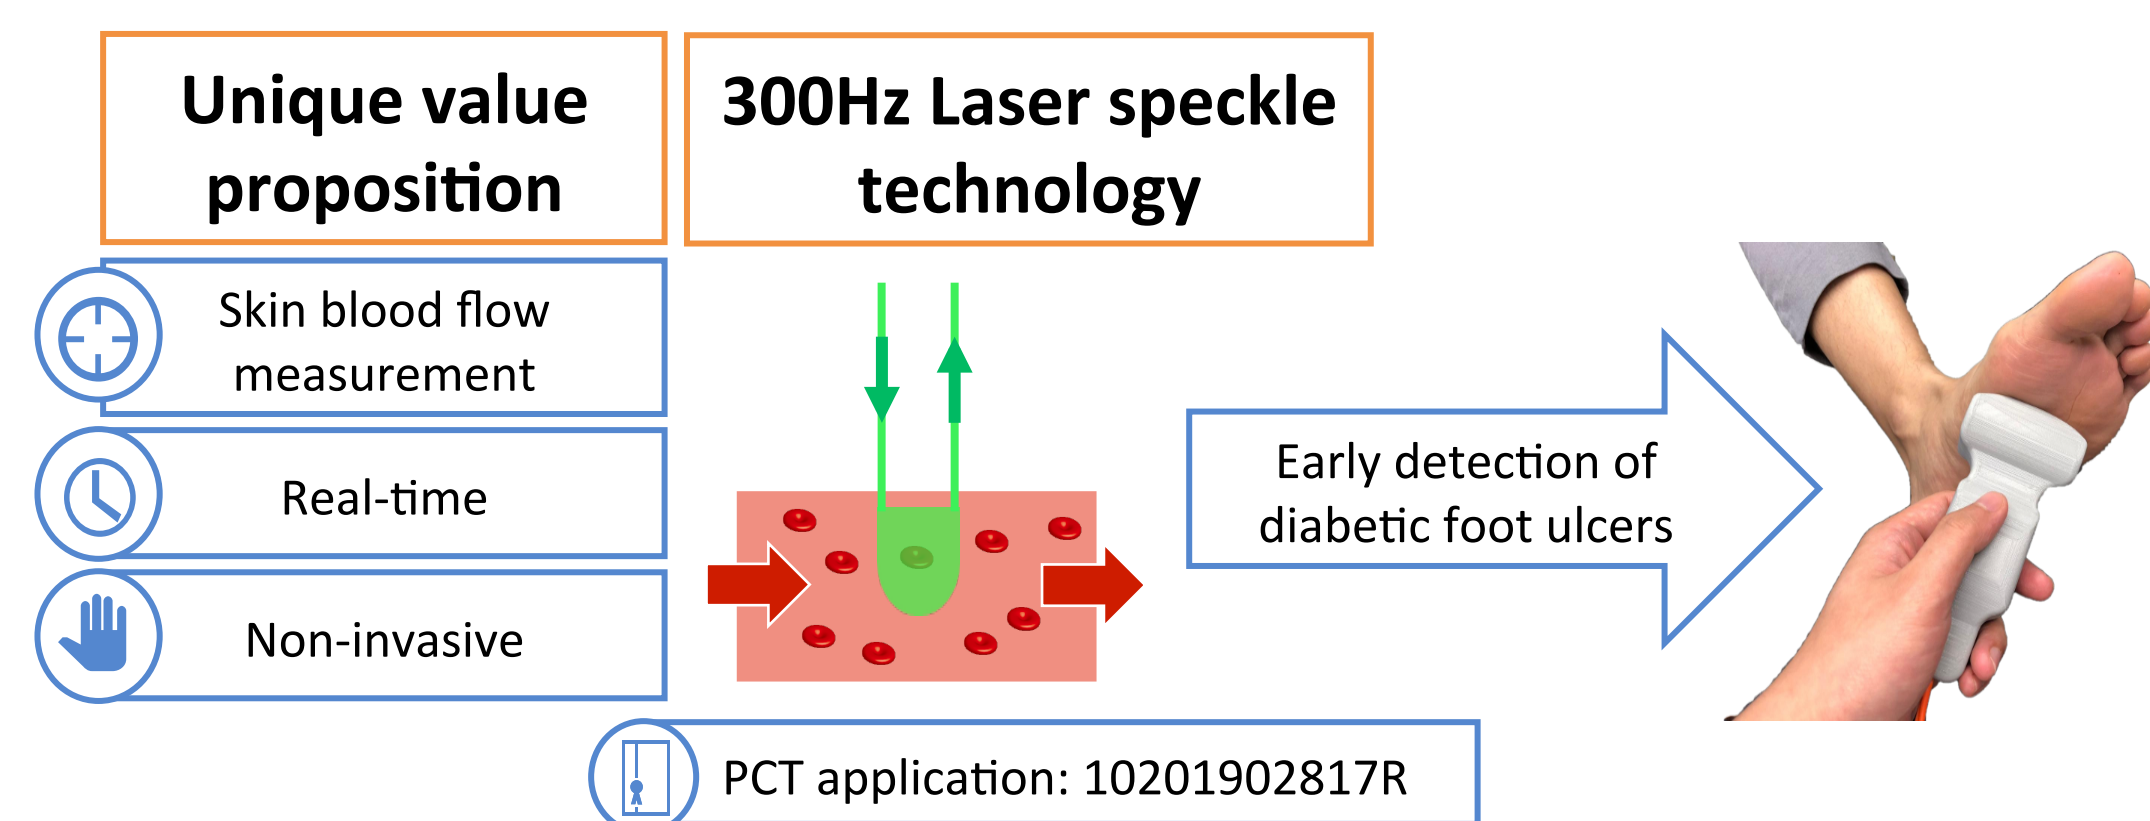 Unique value
proposition
300Hz Laser speckle
technology
Skin blood flow
measurement
Real-time
Non-invasive
Early detection of
diabetic foot ulcers
PCT application: 10201902817R